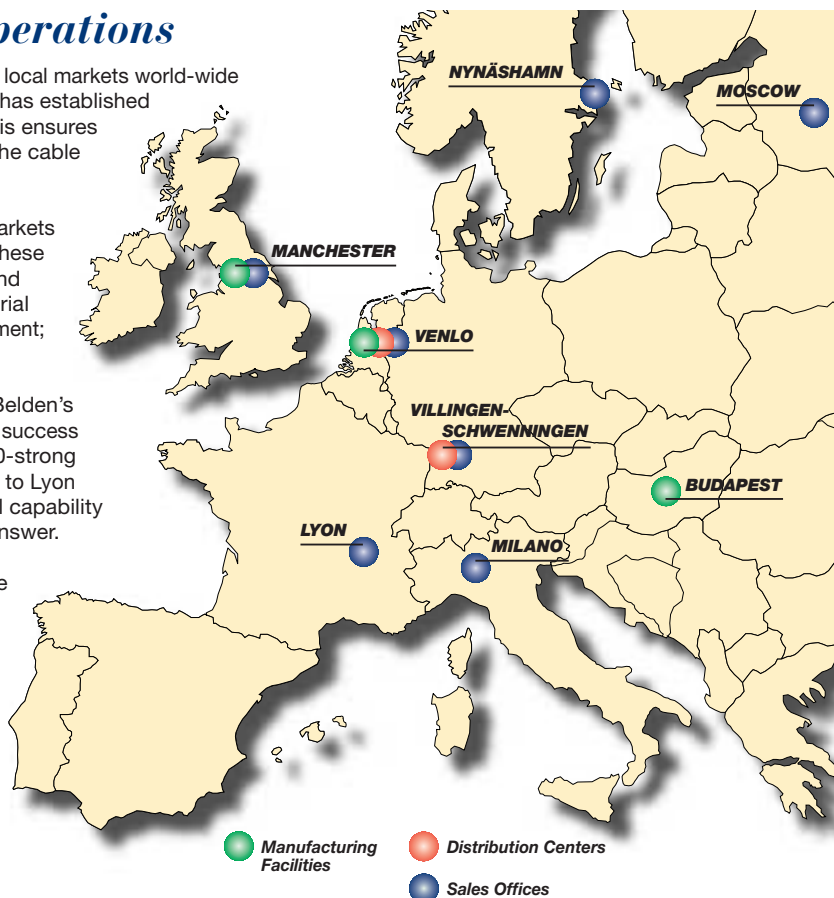 perations
local markets world-wide
has established
is ensures
he cable
arkets
hese
nd
rial
ment;
Belden's
success
0-strong
to Lyon
l capability
nswer.
e
NYNÄSHAMN
MOSCOW
MANCHESTER
VENLO
VILLINGEN-
SCHWENNINGEN
BUDAPEST
LYON
MILANO
Manufacturing
Facilities
Distribution Centers
Sales Offices